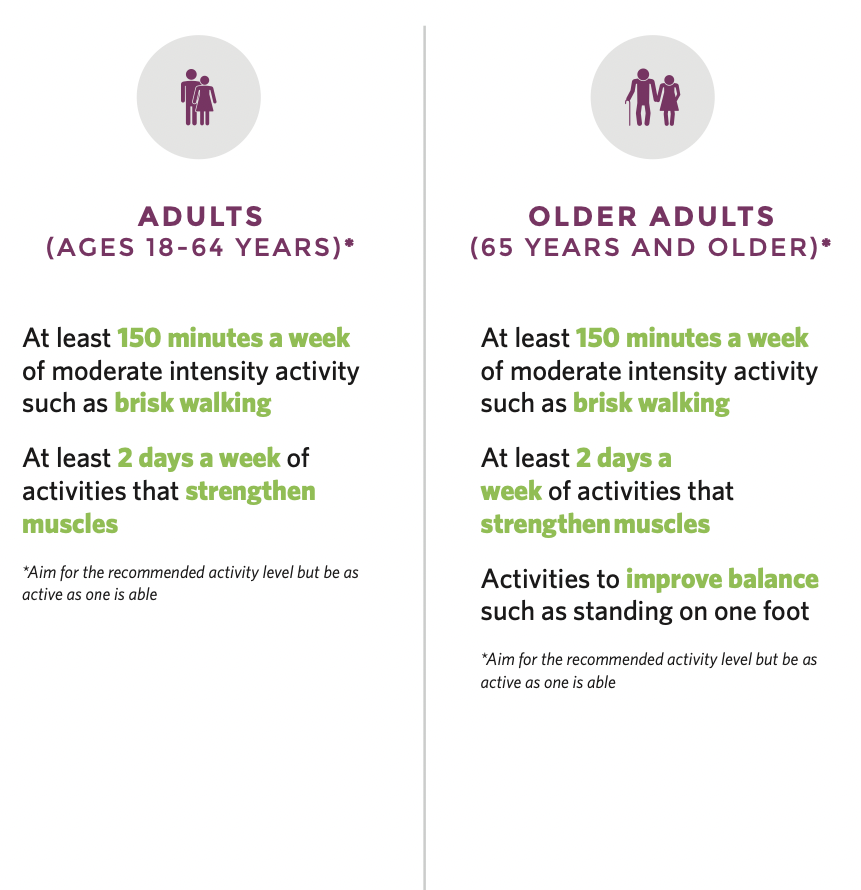 ADULTS
(AGES 18-64 YEARS)*
At least 150 minutes a week
of moderate intensity activity
such as brisk walking
At least 2 days a week of
activities that strengthen
muscles
*Aim for the recommended activity level but be as
active as one is able
OLDER ADULTS
(65 YEARS AND OLDER)*
At least 150 minutes a week
of moderate intensity activity
such as brisk walking
At least 2 days a
week of activities that
strengthen muscles
Activities to improve balance
such as standing on one foot
*Aim for the recommended activity level but be as
active as one is able